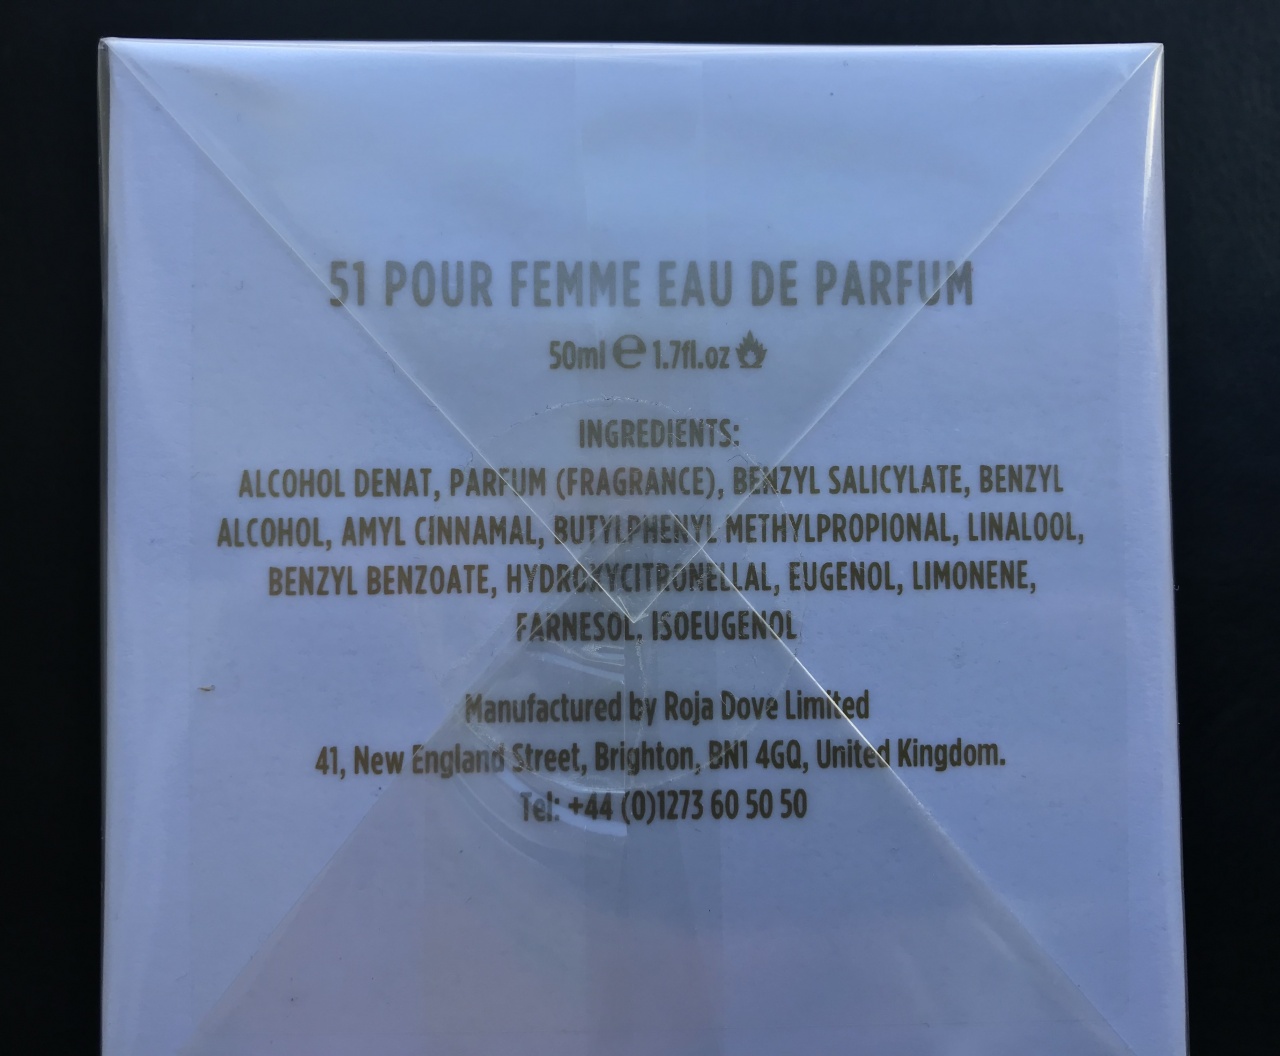 51 POUR FEMME EAU DE PARFUM
50ml ℮ 1.7fl.oz
INGREDIENTS:
ALCOHOL DENAT, PARFUM (FRAGRANCE), BENZYL SALICYLATE, BENZYL
ALCOHOL, AMYL CINNAMAL, BUTYLPHENYL METHYLPROPIONAL, LINALOOL,
BENZYL BENZOATE, HYDROXYCITRONELLAL, EUGENOL, LIMONENE,
FARNESOL, ISOEUGENOL
Manufactured by Roja Dove Limited
41, New England Street, Brighton, BN1 4GQ, United Kingdom.
Tel: +44 (0)1273 60 50 50